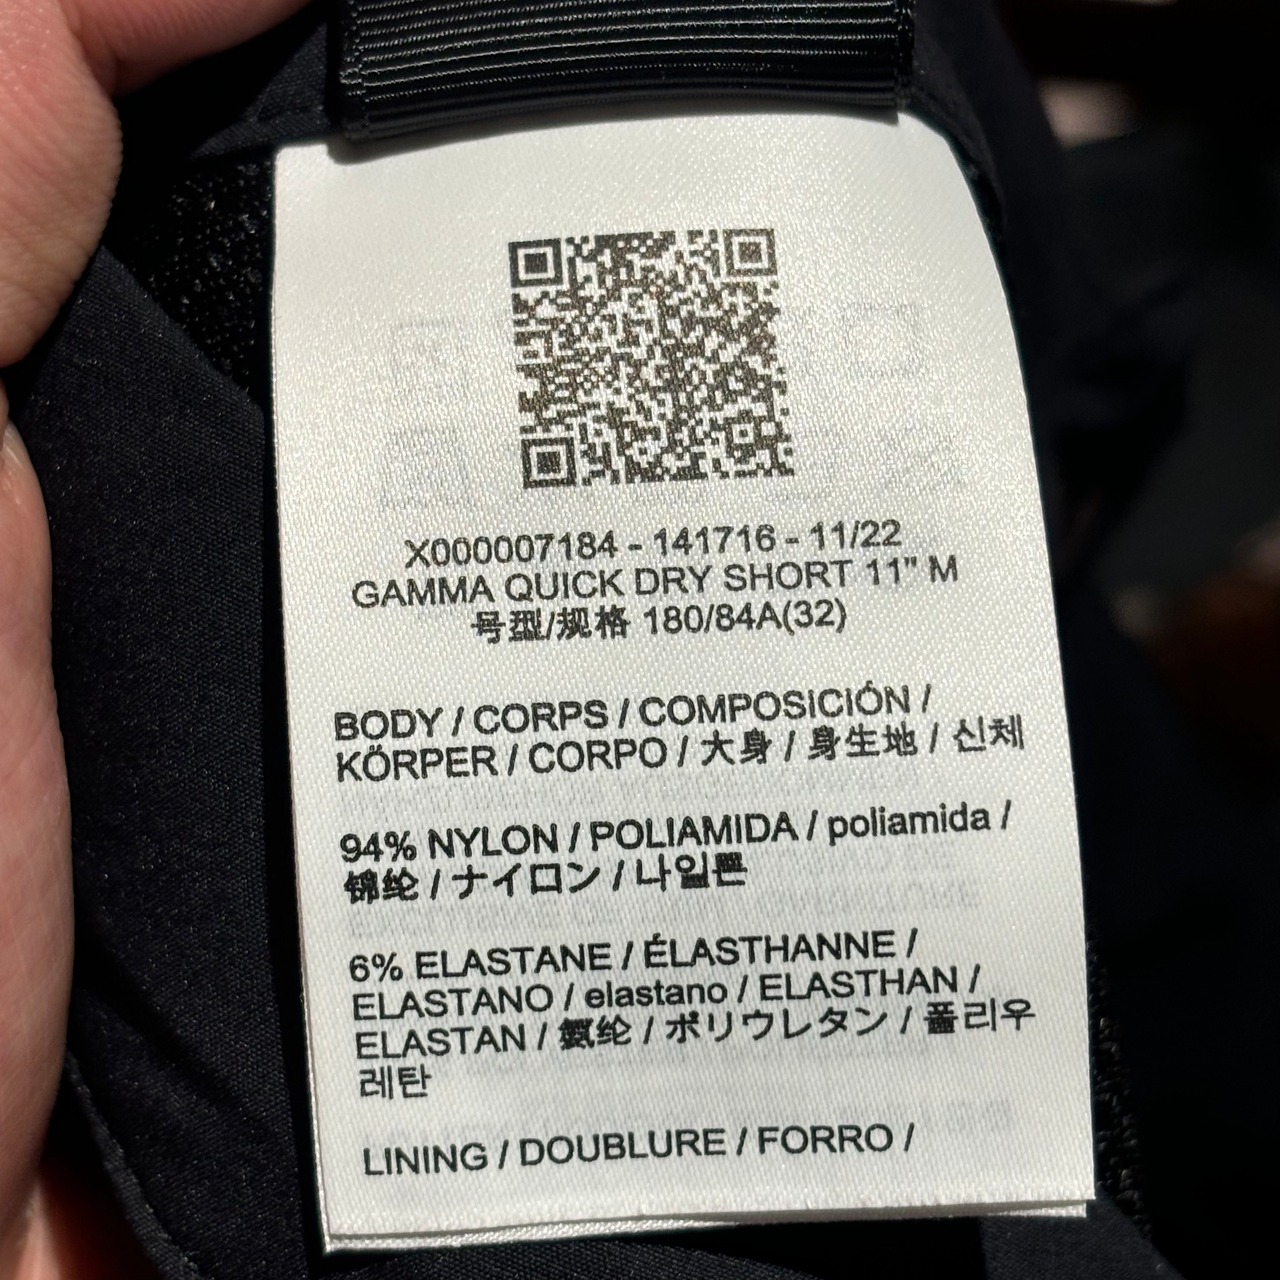 X000007184 - 141716 - 11/22
GAMMA QUICK DRY SHORT 11" M
号型/规格 180/84A(32)
BODY / CORPS / COMPOSICIÓN /
KÖRPER / CORPO / 大身 / 身生地 / 신체
94% NYLON / POLIAMIDA / poliamida /
锦纶 / ナイロン / 나일론
6% ELASTANE / ÉLASTHANNE /
ELASTANO / elastano / ELASTHAN /
ELASTAN / 氨纶 / ポリウレタン / 폴리우
레탄
LINING / DOUBLURE / FORRO /